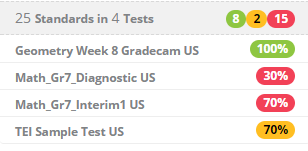 25 Standards in 4 Tests 8 2 15
Geometry Week 8 Gradecam US 100%
Math_Gr7_Diagnostic US 30%
Math_Gr7_Interim1 US 70%
TEI Sample Test US 70%